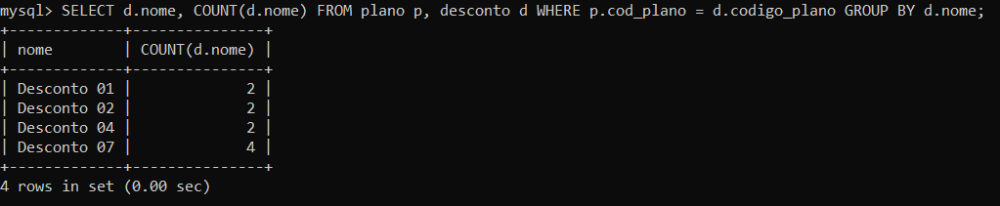 mysql> SELECT d.nome, COUNT(d.nome) FROM plano p, desconto d WHERE p.cod_plano = d.codigo_plano GROUP BY d.nome;
+-------------+---------------+
| nome        | COUNT(d.nome) |
+-------------+---------------+
| Desconto 01 |             2 |
| Desconto 02 |             2 |
| Desconto 04 |             2 |
| Desconto 07 |             4 |
+-------------+---------------+
4 rows in set (0.00 sec)